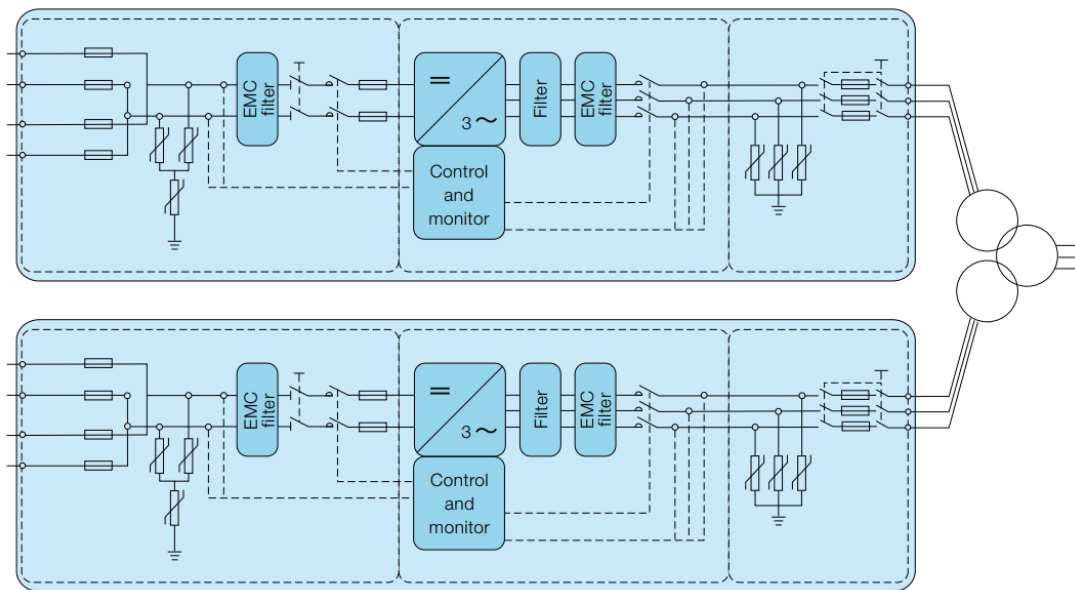 EMC
filter
=
3 ~
Filter
EMC
filter
Control
and
monitor
EMC
filter
=
3 ~
Filter
EMC
filter
Control
and
monitor